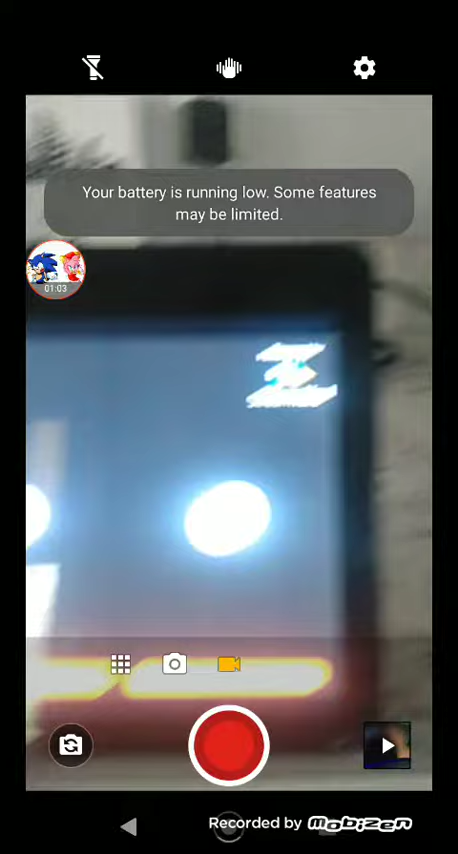 Your battery is running low. Some features
may be limited.
01:03
Recorded by MOBIZEN